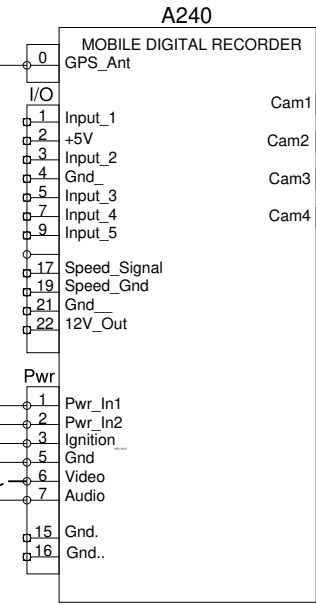 A240
MOBILE DIGITAL RECORDER
0 GPS_Ant
I/O
Cam1
1 Input_1
2 +5V
Cam2
3 Input_2
4 Gnd_
Cam3
5 Input_3
7 Input_4
Cam4
9 Input_5
17 Speed_Signal
19 Speed_Gnd
21 Gnd__
22 12V_Out
Pwr
1 Pwr_In1
2 Pwr_In2
3 Ignition
5 Gnd
6 Video
7 Audio
15 Gnd.
16 Gnd..